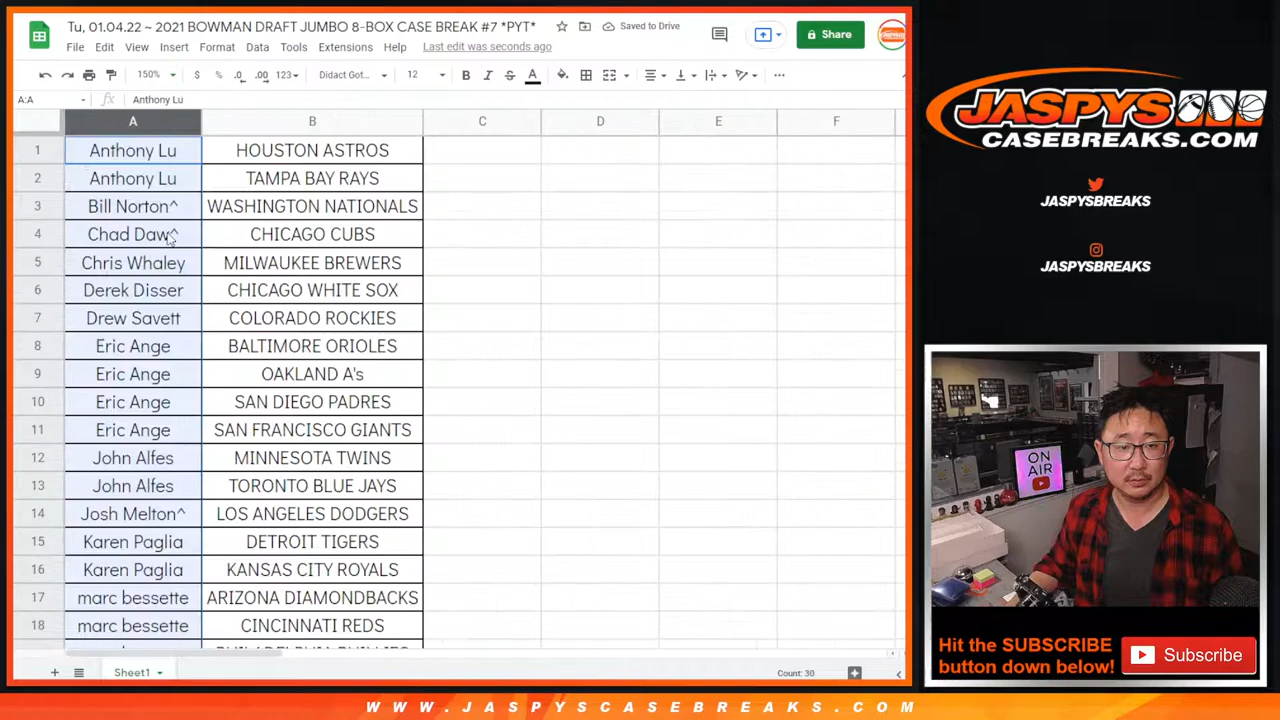 Tu, 01.04.22 ~ 2021 BOWMAN DRAFT JUMBO 8-BOX CASE BREAK #7 *PYT*
Saved to Drive
Share
File Edit View Insert Format Data Tools Extensions Help Last edit was seconds ago
150% $ % .0 .00 123 Didact Got... 12 B I S A
A:A fx Anthony Lu
A B C D E F
1 Anthony Lu HOUSTON ASTROS
2 Anthony Lu TAMPA BAY RAYS
3 Bill Norton^ WASHINGTON NATIONALS
4 Chad Daw^ CHICAGO CUBS
5 Chris Whaley MILWAUKEE BREWERS
6 Derek Disser CHICAGO WHITE SOX
7 Drew Savett COLORADO ROCKIES
8 Eric Ange BALTIMORE ORIOLES
9 Eric Ange OAKLAND A's
10 Eric Ange SAN DIEGO PADRES
11 Eric Ange SAN FRANCISCO GIANTS
12 John Alfes MINNESOTA TWINS
13 John Alfes TORONTO BLUE JAYS
14 Josh Melton^ LOS ANGELES DODGERS
15 Karen Paglia DETROIT TIGERS
16 Karen Paglia KANSAS CITY ROYALS
17 marc bessette ARIZONA DIAMONDBACKS
18 marc bessette CINCINNATI REDS
PHILADELPHIA PHILLIES
Sheet1
Count: 30
JASPYS
CASEBREAKS.COM
JASPYSBREAKS
JASPYSBREAKS
ON
AIR
Hit the SUBSCRIBE
button down below!
Subscribe
WWW.JASPYSCASEBREAKS.COM